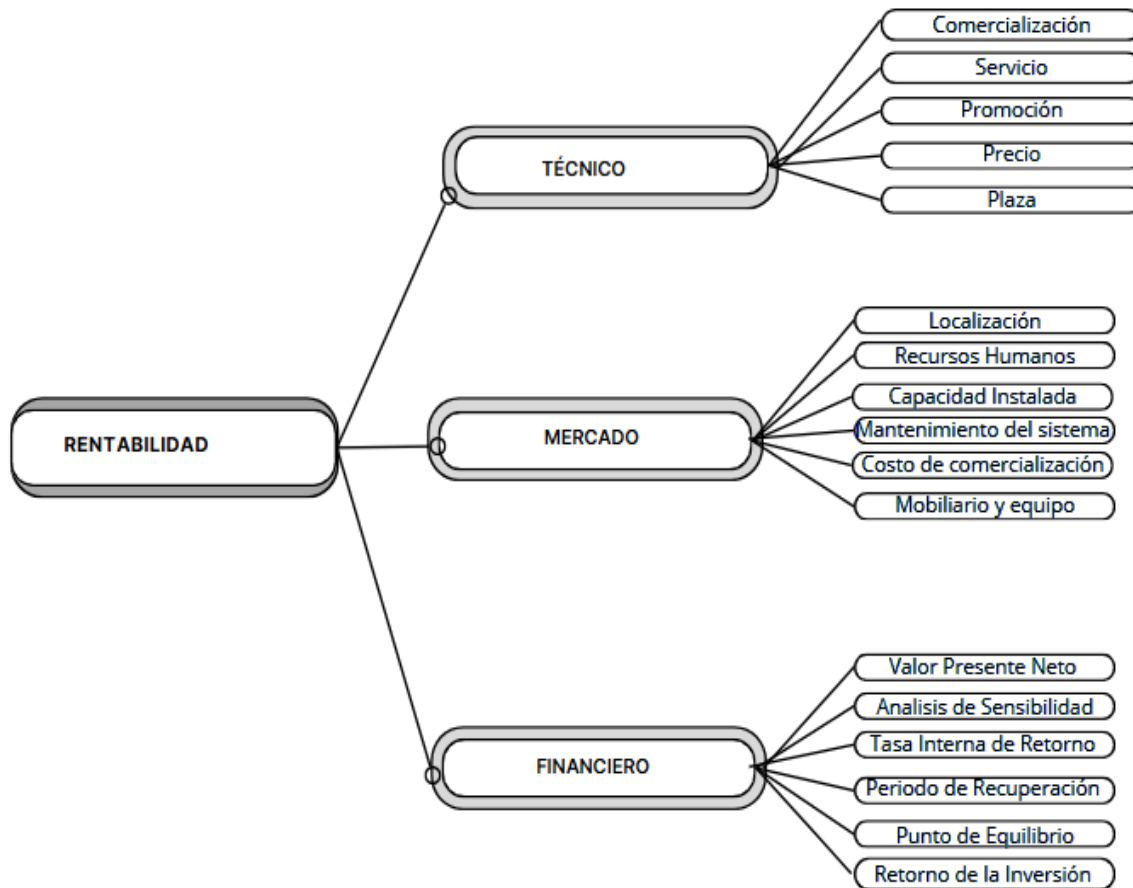 Comercialización
Servicio
Promoción
TÉCNICO
Precio
Plaza
Localización
Recursos Humanos
Capacidad Instalada
RENTABILIDAD
MERCADO
Mantenimiento del sistema
Costo de comercialización
Mobiliario y equipo
Valor Presente Neto
Analisis de Sensibilidad
Tasa Interna de Retorno
FINANCIERO
Periodo de Recuperación
Punto de Equilibrio
Retorno de la Inversión